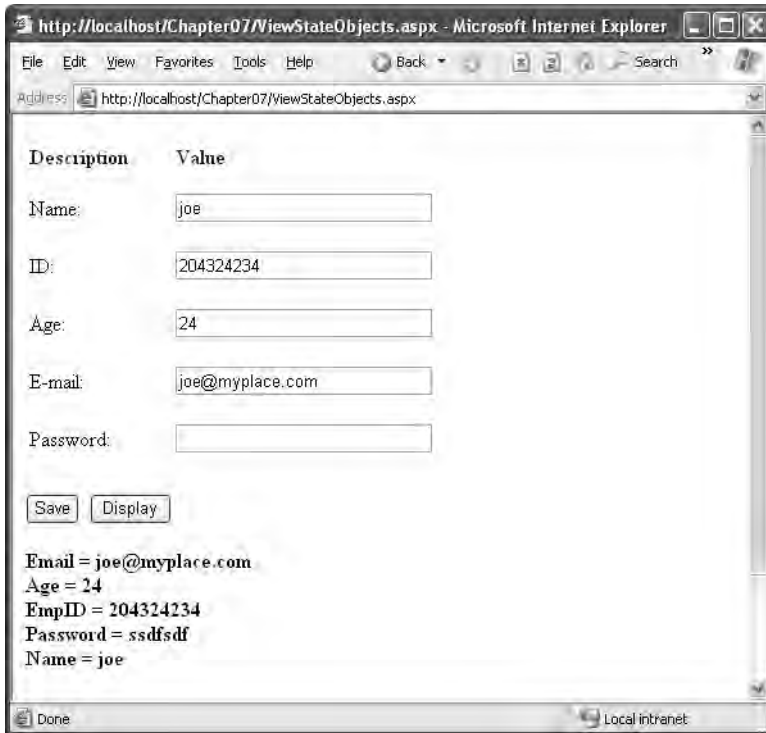 http://localhost/Chapter07/ViewStateObjects.aspx - Microsoft Internet Explorer
File Edit View Favorites Tools Help Back Search »
Address http://localhost/Chapter07/ViewStateObjects.aspx
Description Value
Name: joe
ID: 204324234
Age: 24
E-mail: joe@myplace.com
Password:
Save Display
Email = joe@myplace.com
Age = 24
EmpID = 204324234
Password = ssdfsdf
Name = joe
Done Local intranet